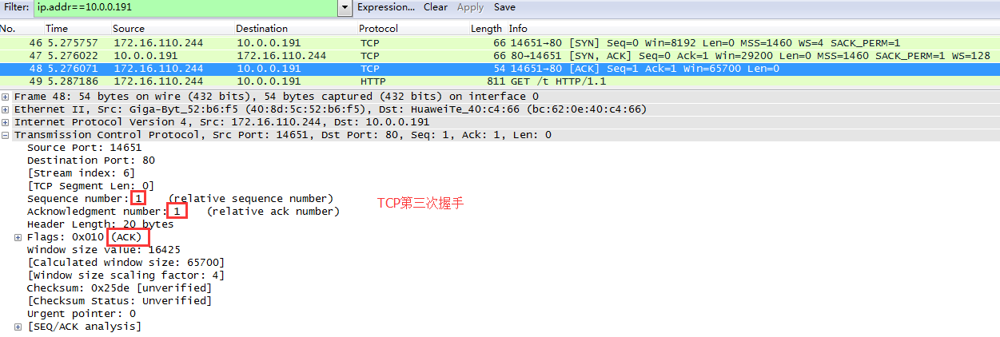 Filter: ip.addr==10.0.0.191 Expression... Clear Apply Save
No. Time Source Destination Protocol Length Info
46 5.275757 172.16.110.244 10.0.0.191 TCP 66 14651→80 [SYN] Seq=0 Win=8192 Len=0 MSS=1460 WS=4 SACK_PERM=1
47 5.276022 10.0.0.191 172.16.110.244 TCP 66 80→14651 [SYN, ACK] Seq=0 Ack=1 Win=29200 Len=0 MSS=1460 SACK_PERM=1 WS=128
48 5.276071 172.16.110.244 10.0.0.191 TCP 54 14651→80 [ACK] Seq=1 Ack=1 Win=65700 Len=0
49 5.287186 172.16.110.244 10.0.0.191 HTTP 811 GET /t HTTP/1.1
Frame 48: 54 bytes on wire (432 bits), 54 bytes captured (432 bits) on interface 0
Ethernet II, Src: Giga-Byt_52:b6:f5 (40:8d:5c:52:b6:f5), Dst: HuaweiTe_40:c4:66 (bc:62:0e:40:c4:66)
Internet Protocol Version 4, Src: 172.16.110.244, Dst: 10.0.0.191
Transmission Control Protocol, Src Port: 14651, Dst Port: 80, Seq: 1, Ack: 1, Len: 0
Source Port: 14651
Destination Port: 80
[Stream index: 6]
[TCP Segment Len: 0]
Sequence number: 1 (relative sequence number)
TCP第三次握手
Acknowledgment number: 1 (relative ack number)
Header Length: 20 bytes
Flags: 0x010 (ACK)
Window size value: 16425
[Calculated window size: 65700]
[Window size scaling factor: 4]
Checksum: 0x25de [unverified]
[Checksum Status: Unverified]
Urgent pointer: 0
[SEQ/ACK analysis]